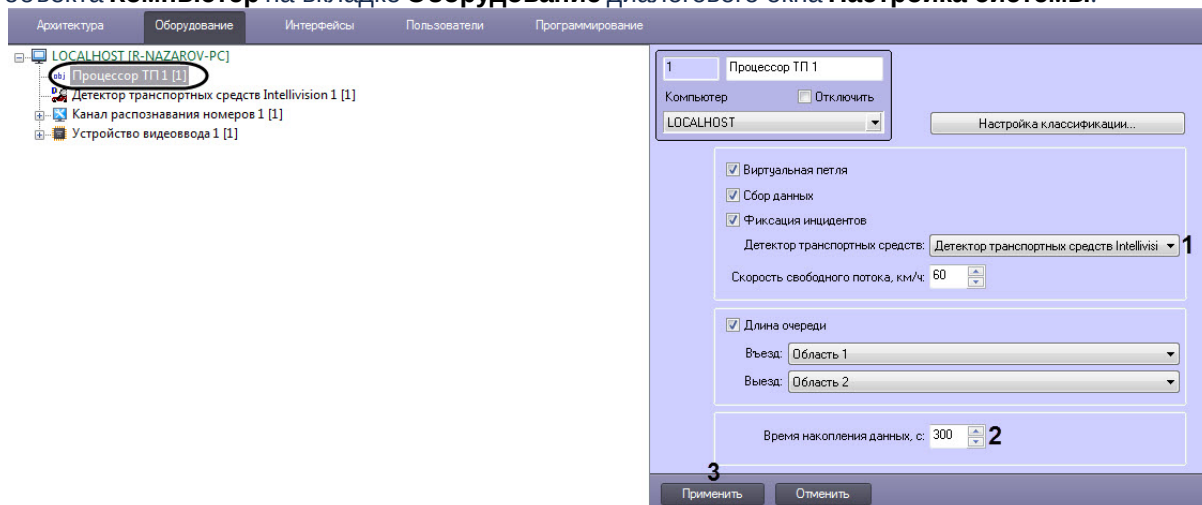 объекта Компьютер на вкладке Оборудование диалогового окна Настройка системы.
Архитектура Оборудование Интерфейсы Пользователи Программирование
LOCALHOST [R-NAZAROV-PC]
obj Процессор ТП 1 [1]
Детектор транспортных средств Intellivision 1 [1]
Канал распознавания номеров 1 [1]
Устройство видеоввода 1 [1]
1 Процессор ТП 1
Компьютер Отключить
LOCALHOST Настройка классификации...
Виртуальная петля
Сбор данных
Фиксация инцидентов
Детектор транспортных средств: Детектор транспортных средств Intellivisi 1
Скорость свободного потока, км/ч: 60
Длина очереди
Въезд: Область 1
Выезд: Область 2
Время накопления данных, с: 300 2
3
Применить Отменить